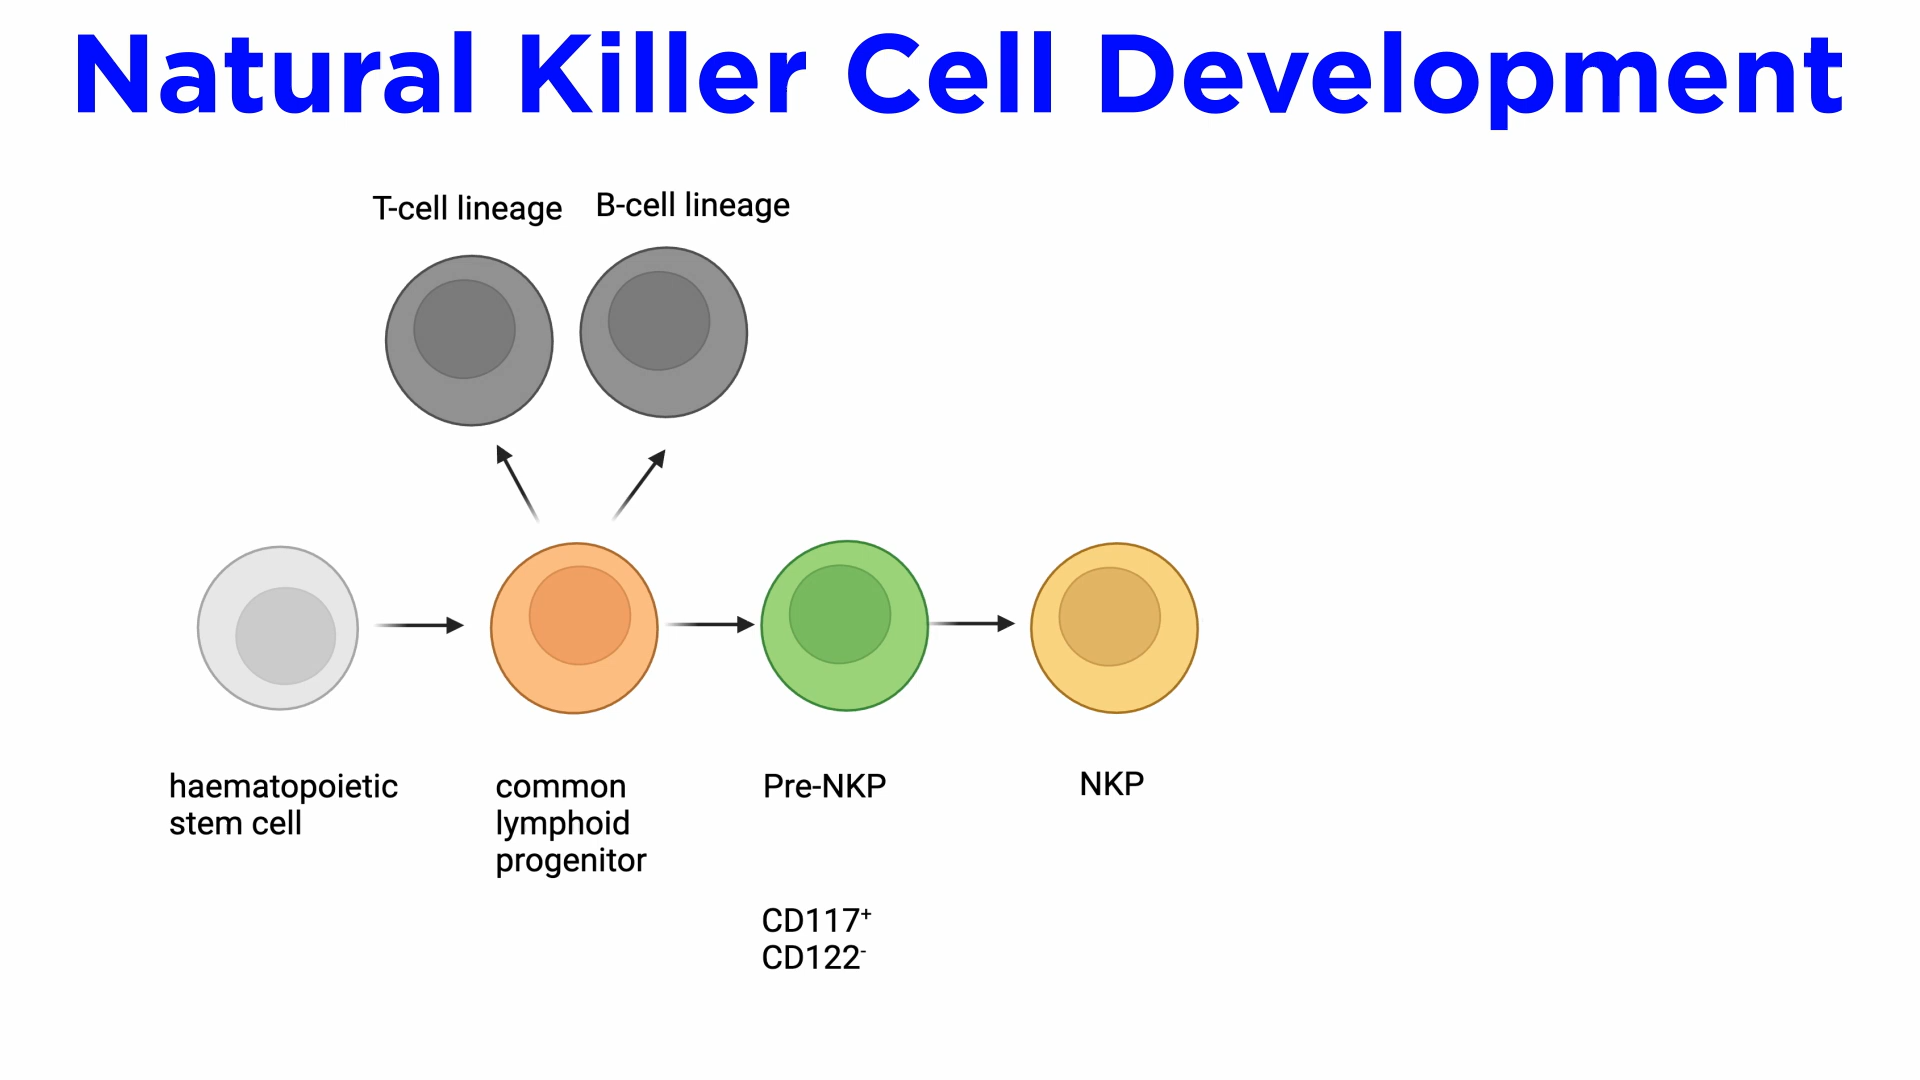 Natural Killer Cell Development
T-cell lineage
B-cell lineage
haematopoietic
stem cell
common
lymphoid
progenitor
Pre-NKP
NKP
CD117⁺
CD122⁻